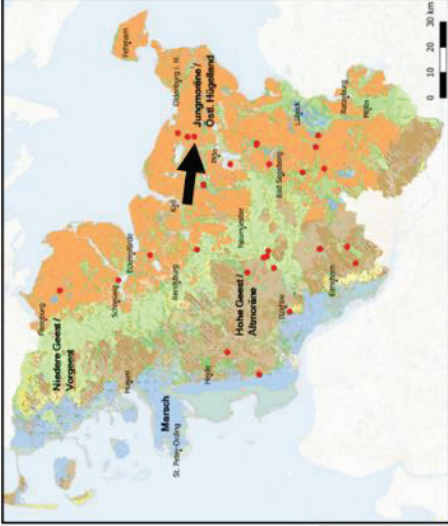 Flensburg
Niedere Geest /
Vorgeest
Schleswig
Husum
Fehmarn
Eckernförde
Marsch
St. Peter-Ording
Rendsburg
Kiel
Oldenburg i. H.
Jungmoräne /
Östl. Hügelland
Heide
Plön
Neumünster
Hohe Geest /
Altmoräne
Bad Segeberg
Itzehoe
Lübeck
Elmshorn
Ratzeburg
Mölln
0 10 20 30 km